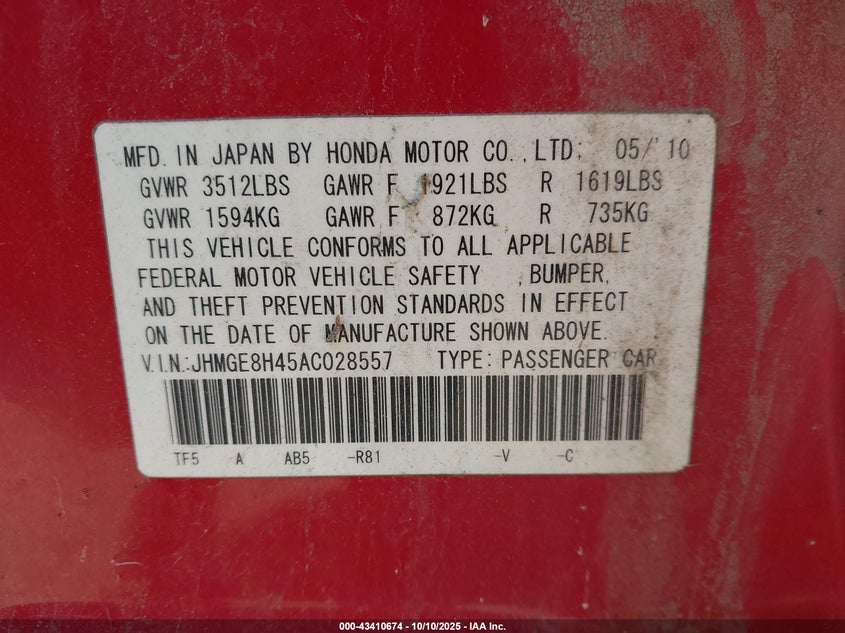 MFD. IN JAPAN BY HONDA MOTOR CO., LTD; 05/'10
GVWR 3512LBS GAWR F 1921LBS R 1619LBS
GVWR 1594KG GAWR F 872KG R 735KG
THIS VEHICLE CONFORMS TO ALL APPLICABLE
FEDERAL MOTOR VEHICLE SAFETY , BUMPER,
AND THEFT PREVENTION STANDARDS IN EFFECT
ON THE DATE OF MANUFACTURE SHOWN ABOVE.
V.I.N.:JHMGE8H45AC028557 TYPE: PASSENGER CAR
TF5 A AB5 -R81 -V -C
000-43410674 - 10/10/2025 - IAA Inc.